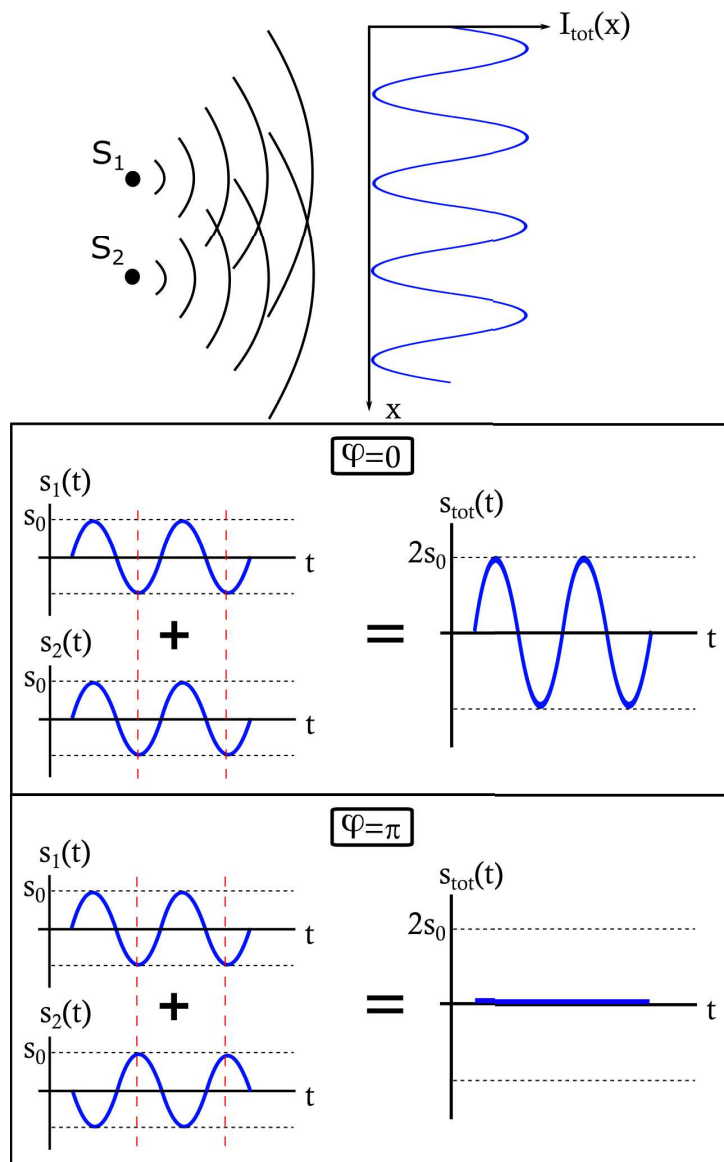 I_tot(x)
S_1
S_2
x
φ=0
s_1(t)
s_0
t
+
s_2(t)
s_0
t
=
s_tot(t)
2s_0
t
φ=π
s_1(t)
s_0
t
+
s_2(t)
s_0
t
=
s_tot(t)
2s_0
t